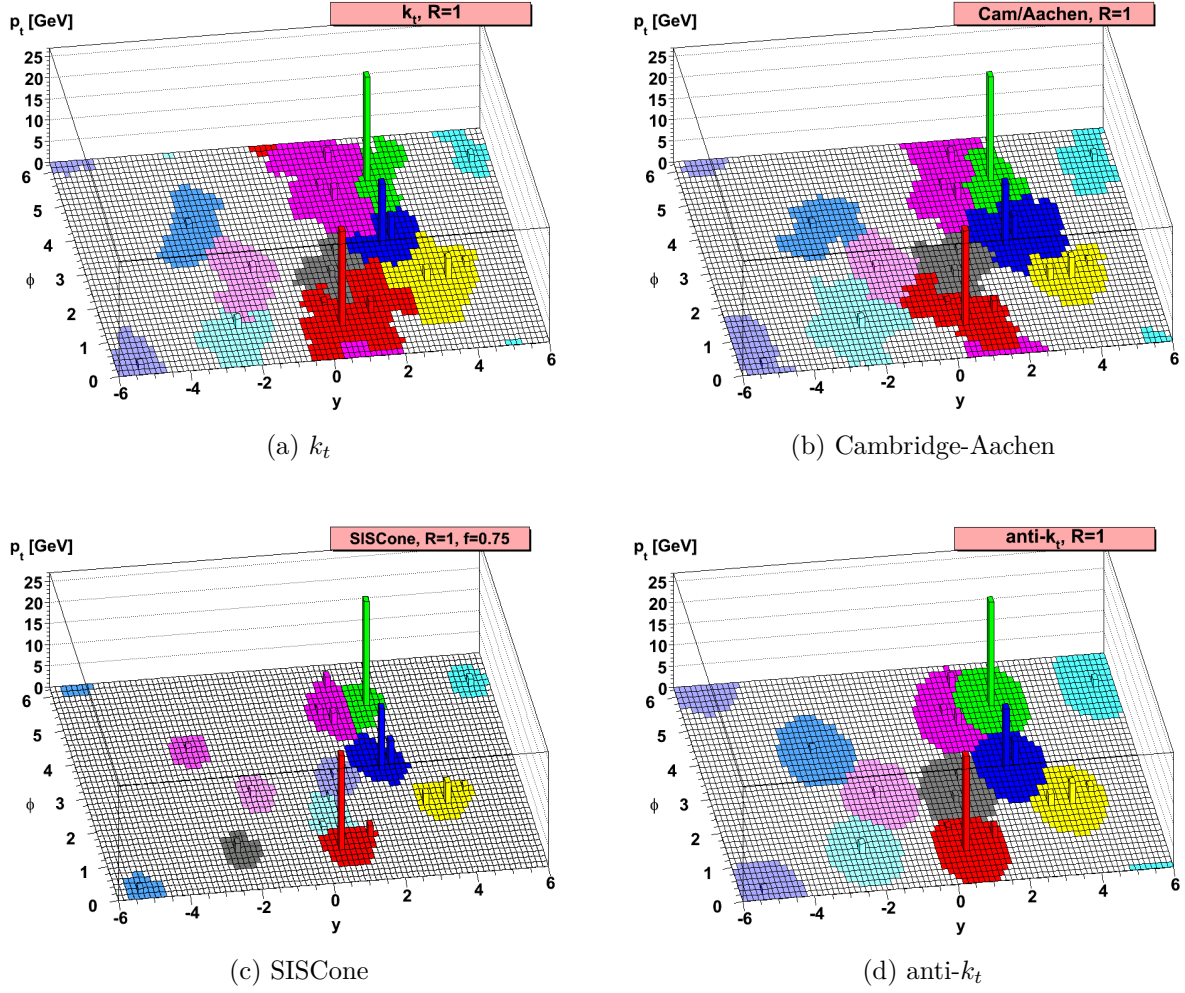 p_t [GeV]
k_t, R=1
25
20
15
10
5
0
6
5
4
ϕ 3
2
1
0
-6 -4 -2 0 2 4 6
y
(a) k_t
p_t [GeV]
Cam/Aachen, R=1
25
20
15
10
5
0
6
5
4
ϕ 3
2
1
0
-6 -4 -2 0 2 4 6
y
(b) Cambridge-Aachen
p_t [GeV]
SISCone, R=1, f=0.75
25
20
15
10
5
0
6
5
4
ϕ 3
2
1
0
-6 -4 -2 0 2 4 6
y
(c) SISCone
p_t [GeV]
anti-k_t, R=1
25
20
15
10
5
0
6
5
4
ϕ 3
2
1
0
-6 -4 -2 0 2 4 6
y
(d) anti-k_t